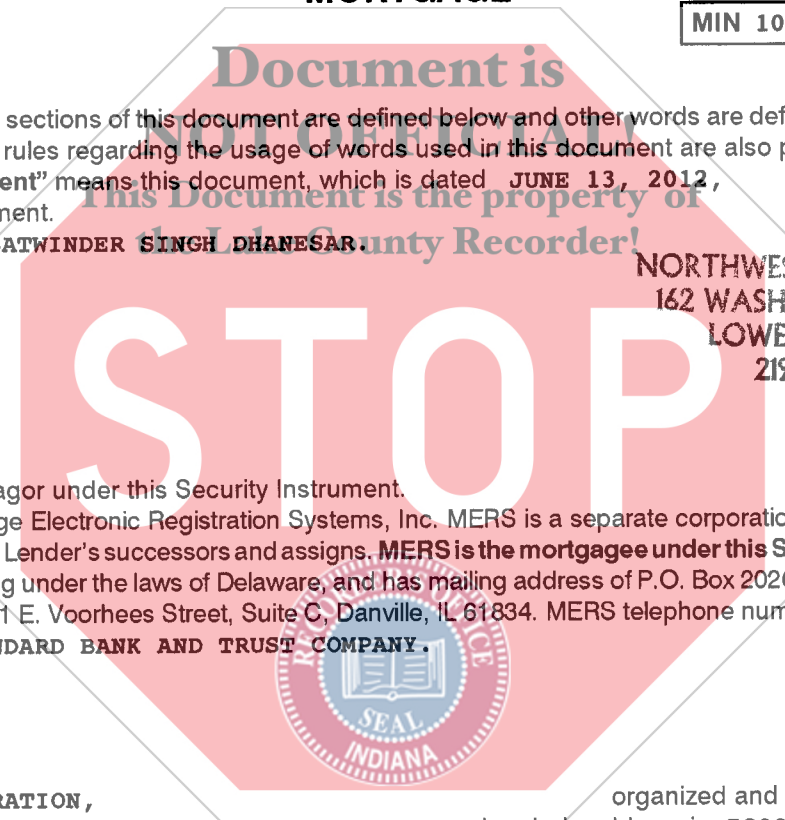 MORTGAGE
MIN 10
Document is
sections of this document are defined below and other words are def
NOT OFFICIAL!
rules regarding the usage of words used in this document are also p
ent” means this document, which is dated JUNE 13, 2012,
This Document is the property of
ment.
ATWINDER SINGH DHANESAR.
the Lake County Recorder!
NORTHWES
162 WASH
LOWE
219
STOP
agor under this Security Instrument.
ge Electronic Registration Systems, Inc. MERS is a separate corporatio
Lender's successors and assigns. MERS is the mortgagee under this S
g under the laws of Delaware, and has mailing address of P.O. Box 2026
1 E. Voorhees Street, Suite C, Danville, IL 61834. MERS telephone num
NDARD BANK AND TRUST COMPANY.
RECORDER'S OFFICE
SEAL
INDIANA
RATION,
organized and